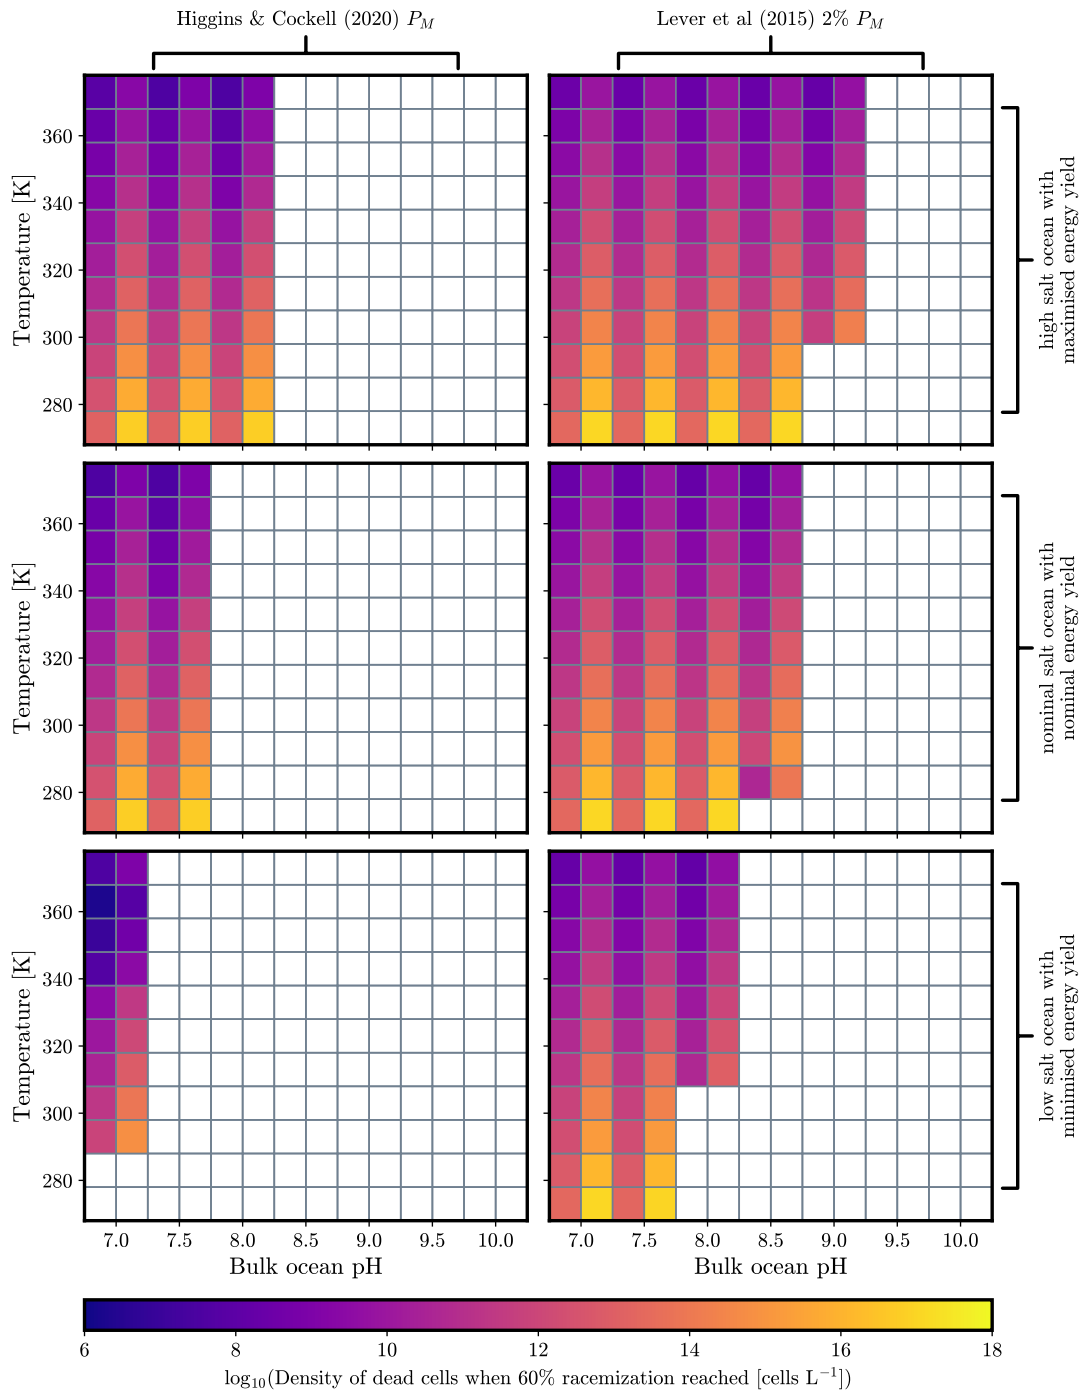 Higgins & Cockell (2020) P_M
Lever et al (2015) 2% P_M
Temperature [K]
360
340
320
300
280
high salt ocean with
maximised energy yield
Temperature [K]
360
340
320
300
280
nominal salt ocean with
nominal energy yield
Temperature [K]
360
340
320
300
280
low salt ocean with
minimised energy yield
7.0 7.5 8.0 8.5 9.0 9.5 10.0
7.0 7.5 8.0 8.5 9.0 9.5 10.0
Bulk ocean pH
Bulk ocean pH
6 8 10 12 14 16 18
log₁₀(Density of dead cells when 60% racemization reached [cells L⁻¹])